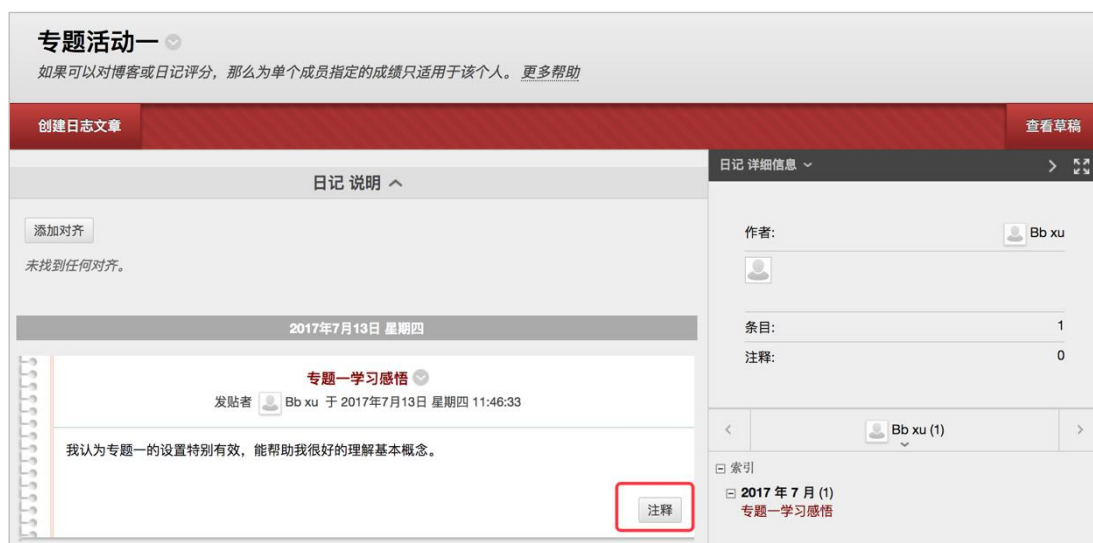 专题活动一
如果可以对博客或日记评分，那么为单个成员指定的成绩只适用于该个人。 更多帮助
创建日志文章
查看草稿
日记 说明
添加对齐
未找到任何对齐。
2017年7月13日 星期四
专题一学习感悟
发贴者 Bb xu 于 2017年7月13日 星期四 11:46:33
我认为专题一的设置特别有效，能帮助我很好的理解基本概念。
注释
日记 详细信息
作者: Bb xu
条目: 1
注释: 0
Bb xu (1)
索引
2017 年 7 月 (1)
专题一学习感悟